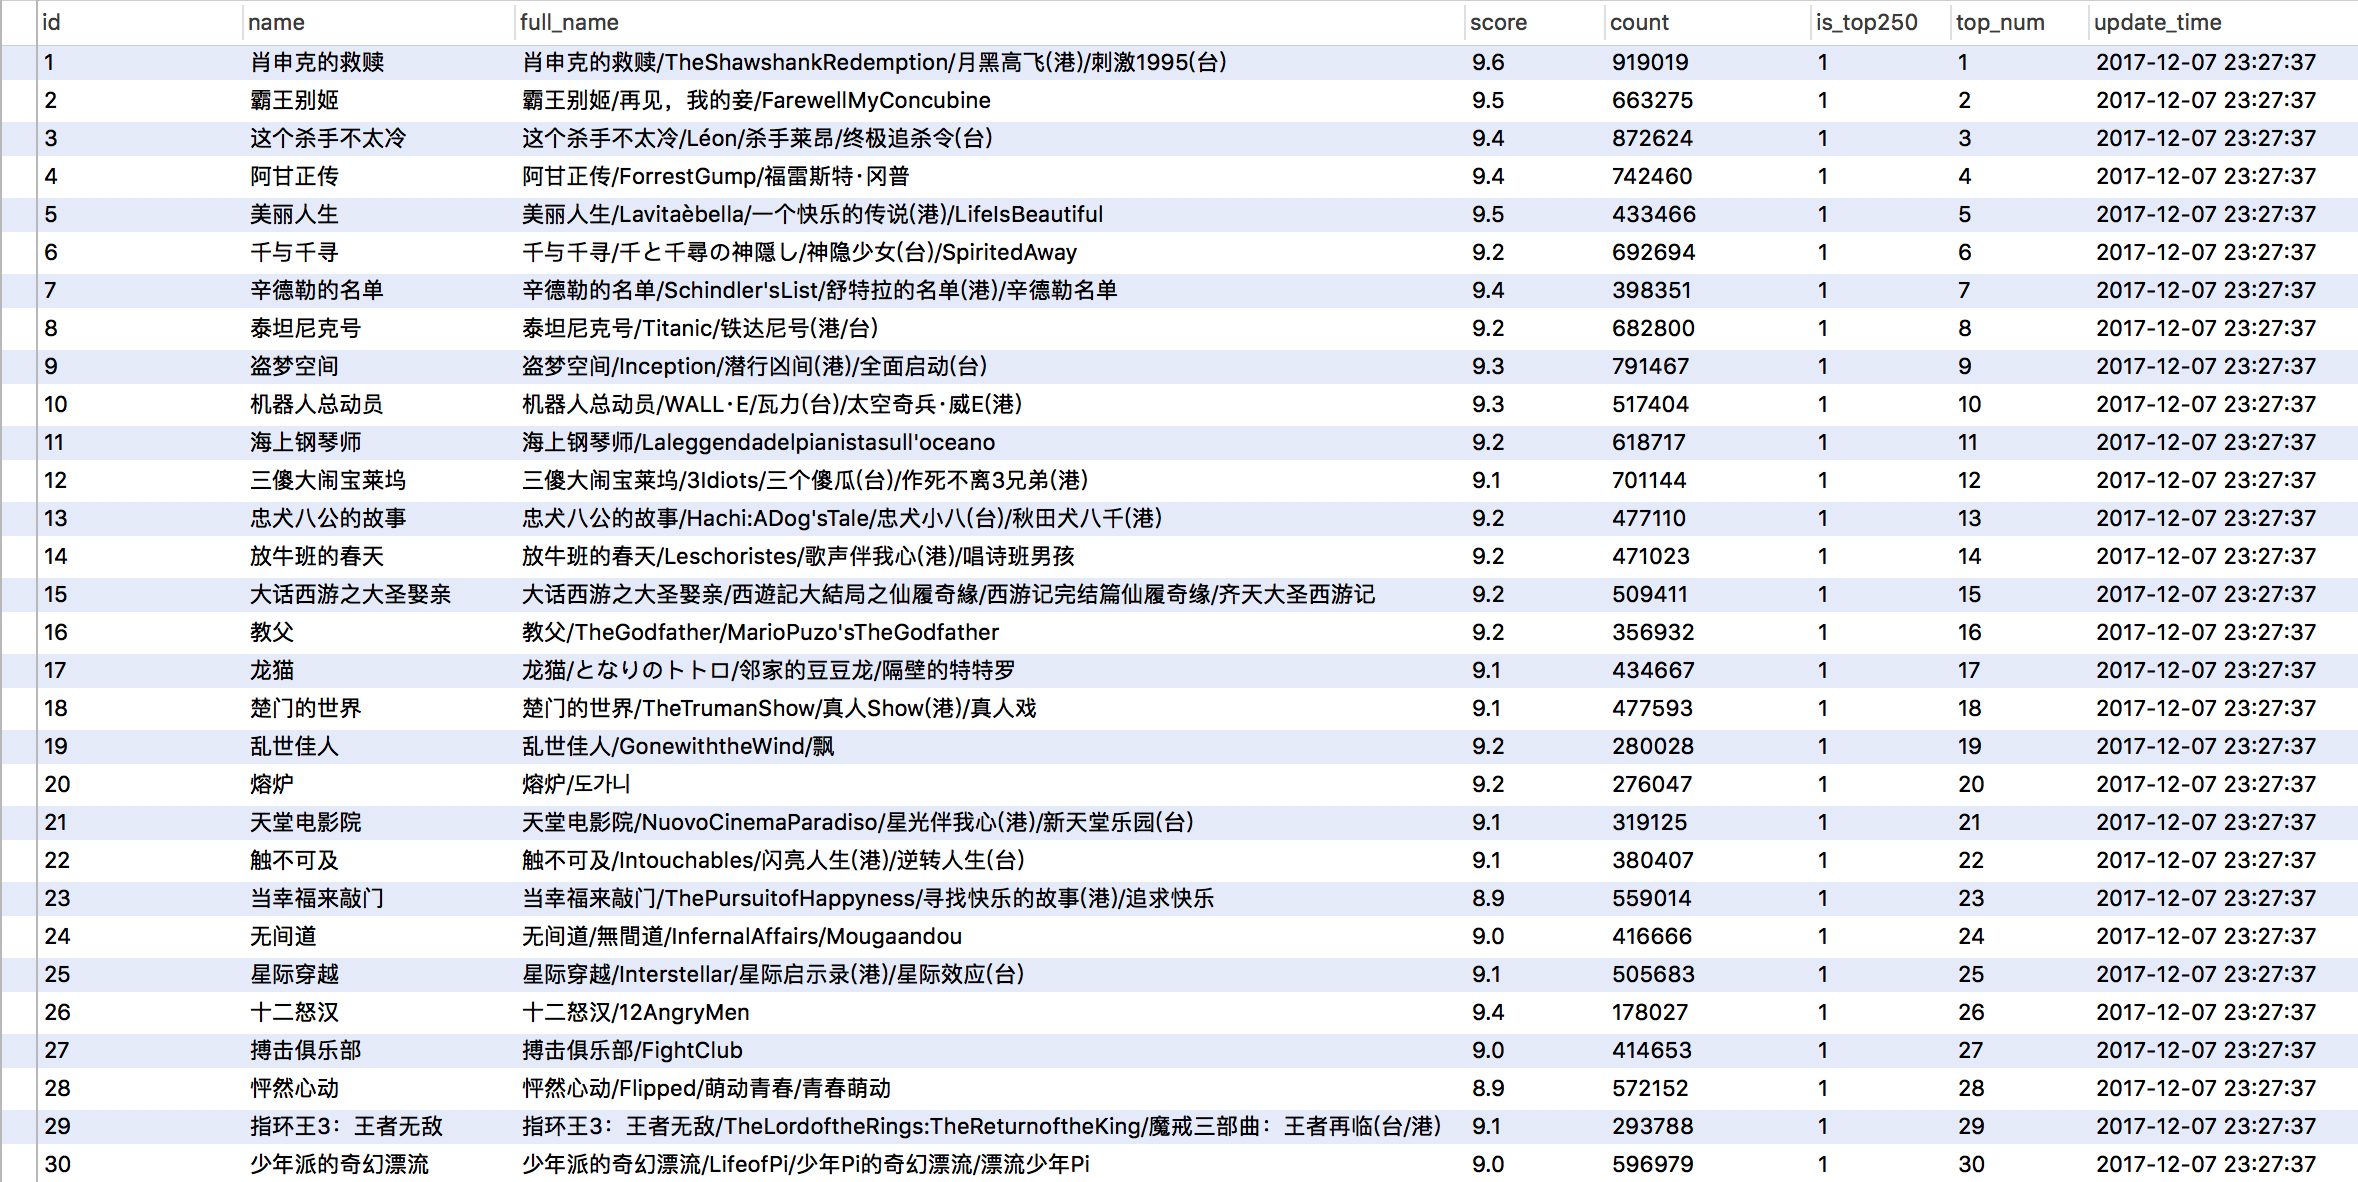 id name full_name score count is_top250 top_num update_time
1 肖申克的救赎 肖申克的救赎/TheShawshankRedemption/月黑高飞(港)/刺激1995(台) 9.6 919019 1 1 2017-12-07 23:27:37
2 霸王别姬 霸王别姬/再见，我的妾/FarewellMyConcubine 9.5 663275 1 2 2017-12-07 23:27:37
3 这个杀手不太冷 这个杀手不太冷/Léon/杀手莱昂/终极追杀令(台) 9.4 872624 1 3 2017-12-07 23:27:37
4 阿甘正传 阿甘正传/ForrestGump/福雷斯特·冈普 9.4 742460 1 4 2017-12-07 23:27:37
5 美丽人生 美丽人生/Lavitaèbella/一个快乐的传说(港)/LifeIsBeautiful 9.5 433466 1 5 2017-12-07 23:27:37
6 千与千寻 千与千寻/千と千尋の神隠し/神隐少女(台)/SpiritedAway 9.2 692694 1 6 2017-12-07 23:27:37
7 辛德勒的名单 辛德勒的名单/Schindler'sList/舒特拉的名单(港)/辛德勒名单 9.4 398351 1 7 2017-12-07 23:27:37
8 泰坦尼克号 泰坦尼克号/Titanic/铁达尼号(港/台) 9.2 682800 1 8 2017-12-07 23:27:37
9 盗梦空间 盗梦空间/Inception/潜行凶间(港)/全面启动(台) 9.3 791467 1 9 2017-12-07 23:27:37
10 机器人总动员 机器人总动员/WALL·E/瓦力(台)/太空奇兵·威E(港) 9.3 517404 1 10 2017-12-07 23:27:37
11 海上钢琴师 海上钢琴师/Laleggendadelpianistasull'oceano 9.2 618717 1 11 2017-12-07 23:27:37
12 三傻大闹宝莱坞 三傻大闹宝莱坞/3Idiots/三个傻瓜(台)/作死不离3兄弟(港) 9.1 701144 1 12 2017-12-07 23:27:37
13 忠犬八公的故事 忠犬八公的故事/Hachi:ADog'sTale/忠犬小八(台)/秋田犬八千(港) 9.2 477110 1 13 2017-12-07 23:27:37
14 放牛班的春天 放牛班的春天/Leschoristes/歌声伴我心(港)/唱诗班男孩 9.2 471023 1 14 2017-12-07 23:27:37
15 大话西游之大圣娶亲 大话西游之大圣娶亲/西遊記大結局之仙履奇緣/西游记完结篇仙履奇缘/齐天大圣西游记 9.2 509411 1 15 2017-12-07 23:27:37
16 教父 教父/TheGodfather/MarioPuzo'sTheGodfather 9.2 356932 1 16 2017-12-07 23:27:37
17 龙猫 龙猫/となりのトトロ/邻家的豆豆龙/隔壁的特特罗 9.1 434667 1 17 2017-12-07 23:27:37
18 楚门的世界 楚门的世界/TheTrumanShow/真人Show(港)/真人戏 9.1 477593 1 18 2017-12-07 23:27:37
19 乱世佳人 乱世佳人/GonewiththeWind/飘 9.2 280028 1 19 2017-12-07 23:27:37
20 熔炉 熔炉/도가니 9.2 276047 1 20 2017-12-07 23:27:37
21 天堂电影院 天堂电影院/NuovoCinemaParadiso/星光伴我心(港)/新天堂乐园(台) 9.1 319125 1 21 2017-12-07 23:27:37
22 触不可及 触不可及/Intouchables/闪亮人生(港)/逆转人生(台) 9.1 380407 1 22 2017-12-07 23:27:37
23 当幸福来敲门 当幸福来敲门/ThePursuitofHappyness/寻找快乐的故事(港)/追求快乐 8.9 559014 1 23 2017-12-07 23:27:37
24 无间道 无间道/無間道/InfernalAffairs/Mougaandou 9.0 416666 1 24 2017-12-07 23:27:37
25 星际穿越 星际穿越/Interstellar/星际启示录(港)/星际效应(台) 9.1 505683 1 25 2017-12-07 23:27:37
26 十二怒汉 十二怒汉/12AngryMen 9.4 178027 1 26 2017-12-07 23:27:37
27 搏击俱乐部 搏击俱乐部/FightClub 9.0 414653 1 27 2017-12-07 23:27:37
28 怦然心动 怦然心动/Flipped/萌动青春/青春萌动 8.9 572152 1 28 2017-12-07 23:27:37
29 指环王3：王者无敌 指环王3：王者无敌/TheLordoftheRings:TheReturnoftheKing/魔戒三部曲：王者再临(台/港) 9.1 293788 1 29 2017-12-07 23:27:37
30 少年派的奇幻漂流 少年派的奇幻漂流/LifeofPi/少年Pi的奇幻漂流/漂流少年Pi 9.0 596979 1 30 2017-12-07 23:27:37